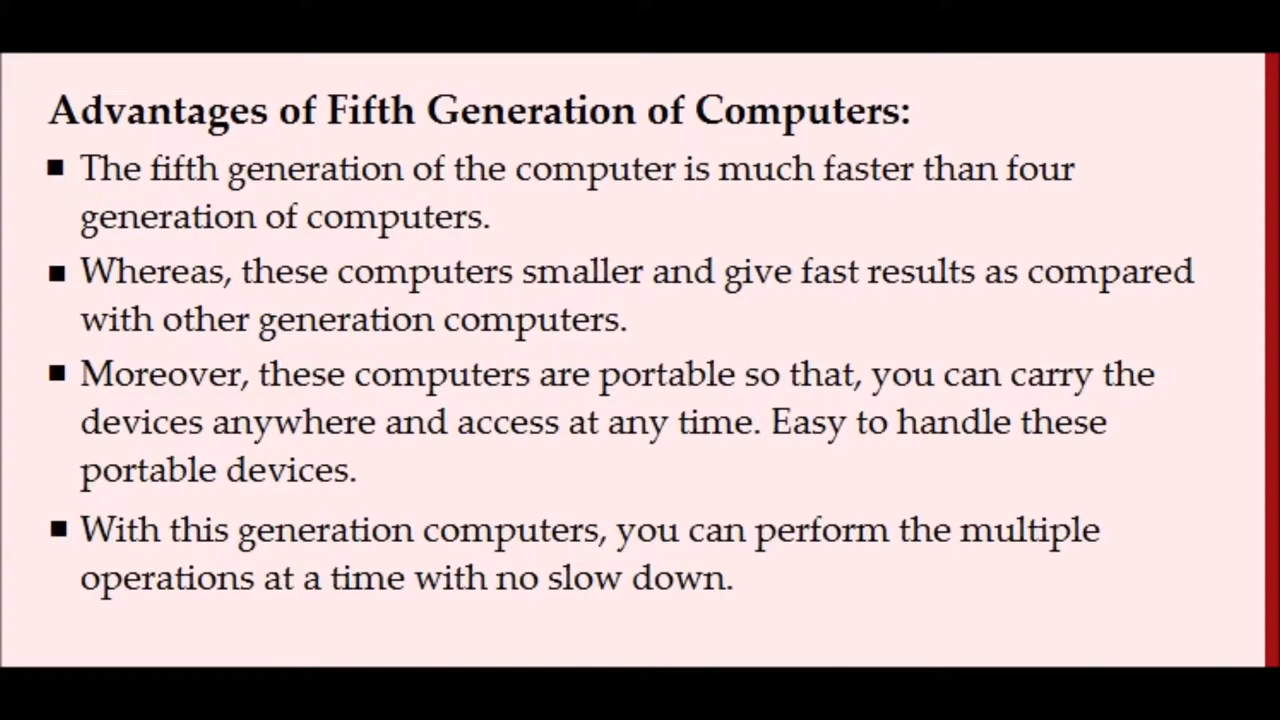 Advantages of Fifth Generation of Computers:
▪ The fifth generation of the computer is much faster than four
generation of computers.
▪ Whereas, these computers smaller and give fast results as compared
with other generation computers.
▪ Moreover, these computers are portable so that, you can carry the
devices anywhere and access at any time. Easy to handle these
portable devices.
▪ With this generation computers, you can perform the multiple
operations at a time with no slow down.